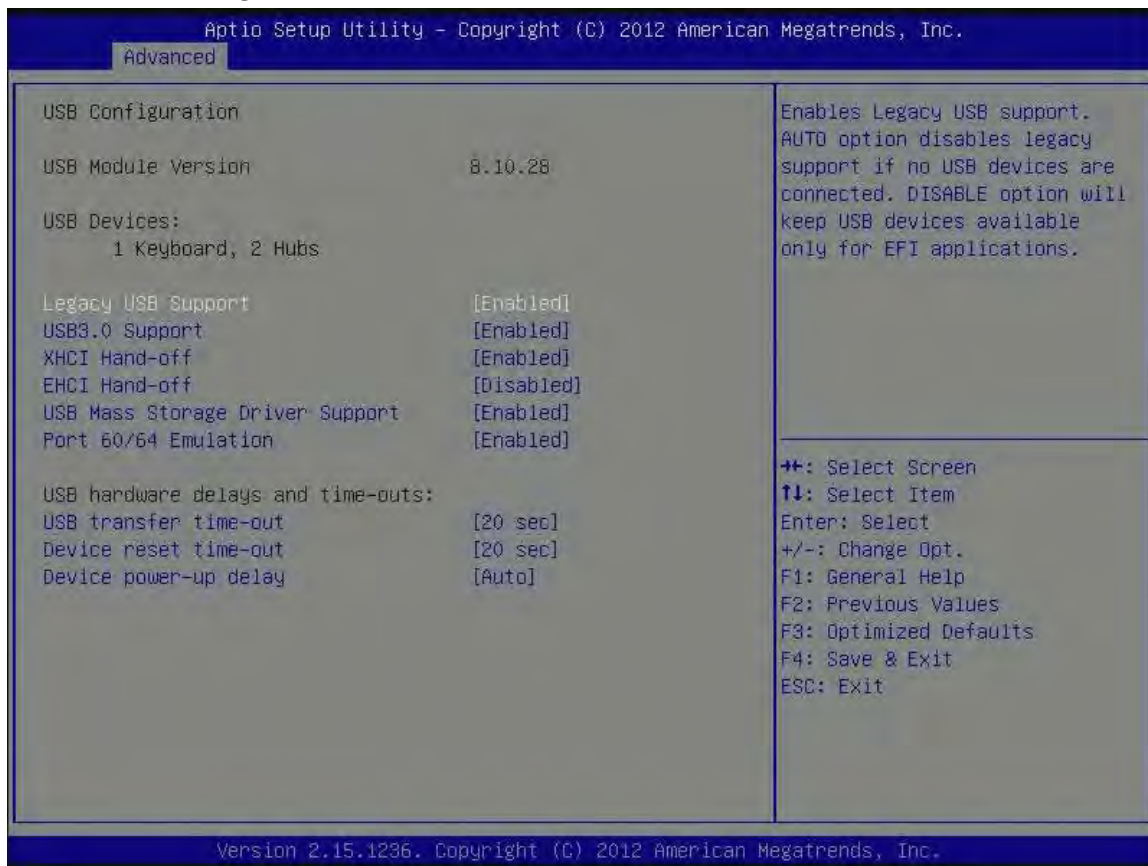 Aptio Setup Utility – Copyright (C) 2012 American Megatrends, Inc.
Advanced
USB Configuration
USB Module Version 8.10.28
USB Devices:
1 Keyboard, 2 Hubs
Legacy USB Support [Enabled]
USB3.0 Support [Enabled]
XHCI Hand-off [Enabled]
EHCI Hand-off [Disabled]
USB Mass Storage Driver Support [Enabled]
Port 60/64 Emulation [Enabled]
USB hardware delays and time-outs:
USB transfer time-out [20 sec]
Device reset time-out [20 sec]
Device power-up delay [Auto]
Enables Legacy USB support.
AUTO option disables legacy
support if no USB devices are
connected. DISABLE option will
keep USB devices available
only for EFI applications.
→←: Select Screen
↑↓: Select Item
Enter: Select
+/-: Change Opt.
F1: General Help
F2: Previous Values
F3: Optimized Defaults
F4: Save & Exit
ESC: Exit
Version 2.15.1236. Copyright (C) 2012 American Megatrends, Inc.